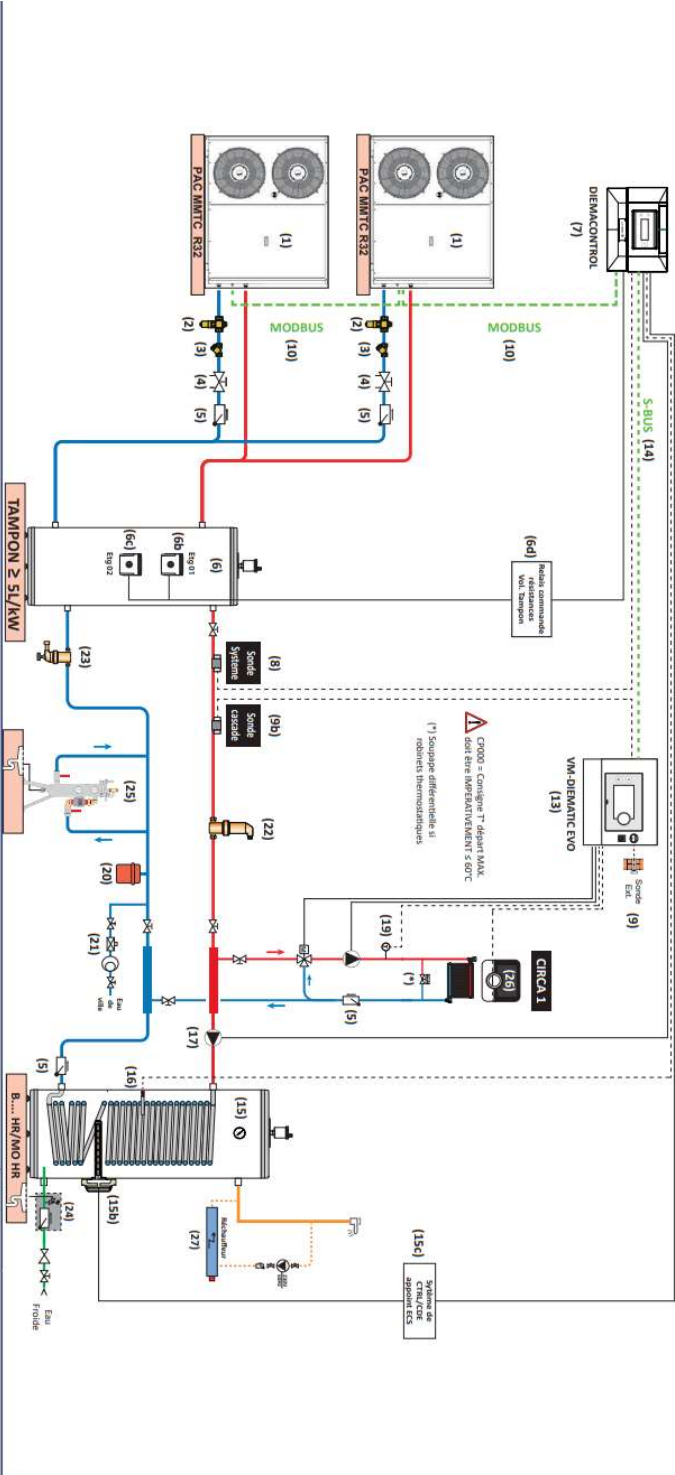 DIEMACONTROL
(7)
PAC MMTC R32
(1)
PAC MMTC R32
(1)
MODBUS
(10)
MODBUS
(10)
S-BUS (14)
(2)
(3)
(4)
(5)
(2)
(3)
(4)
(5)
(6d)
Relais commande
résistances
Vol. Tampon
TAMPON ≥ 5L/kW
(6)
Etg 01
(6b)
Etg 02
(6c)
(8)
Sonde
Système
(9b)
Sonde
cascade
CP000 = Consigne T° départ MAX.
doit être IMPERATIVEMENT ≤ 60°C
(*) Soupape différentielle si
robinets thermostatiques
VM-DIEMATIC EVO
(13)
Sonde
Ext.
(9)
(23)
(25)
(22)
(20)
(21)
Eau
de
ville
CIRCA 1
(26)
(19)
(*)
M
(5)
(17)
(5)
(16)
(15)
(15b)
B.... HR/MO HR
(24)
Eau
Froide
Réchauffeur
(27)
(15c)
Sytème de
CTRL/CDE
appoint ECS